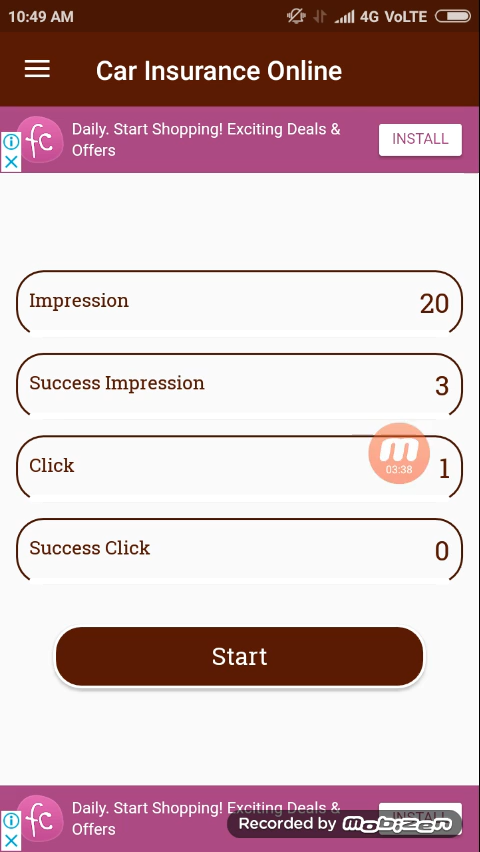 10:49 AM 4G VoLTE
Car Insurance Online
fc Daily. Start Shopping! Exciting Deals &
Offers
INSTALL
Impression 20
Success Impression 3
Click 1
m
03:38
Success Click 0
Start
fc Daily. Start Shopping! Exciting Deals &
Offers
INSTALL
Recorded by mobizen